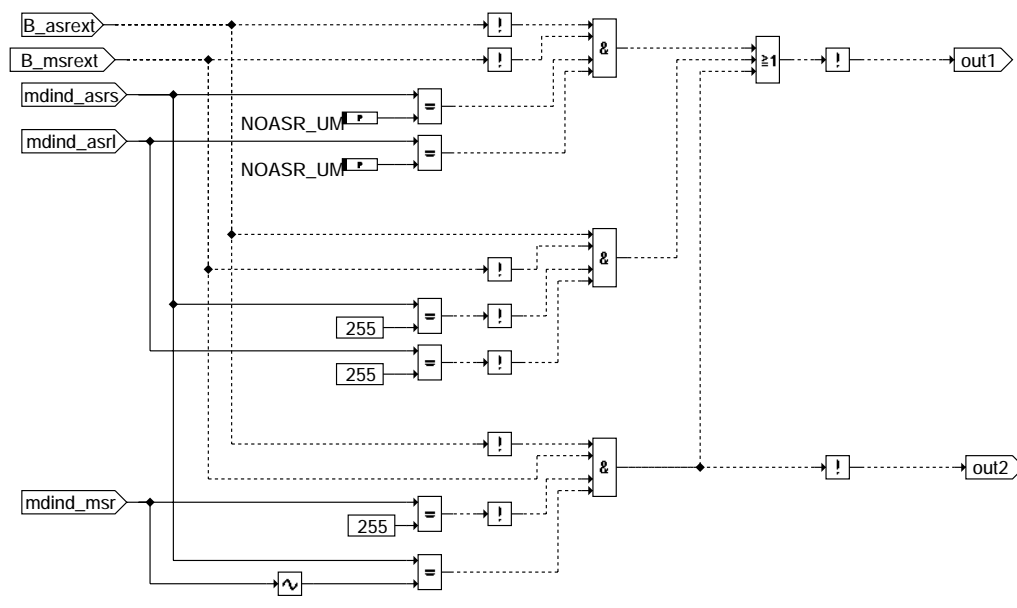 B_asrext
!
&
≧1
!
out1
B_msrext
!
mdind_asrs
=
NOASR_UM
P
mdind_asrl
=
NOASR_UM
P
&
!
=
!
255
=
!
255
!
&
!
out2
mdind_msr
=
!
255
=
~